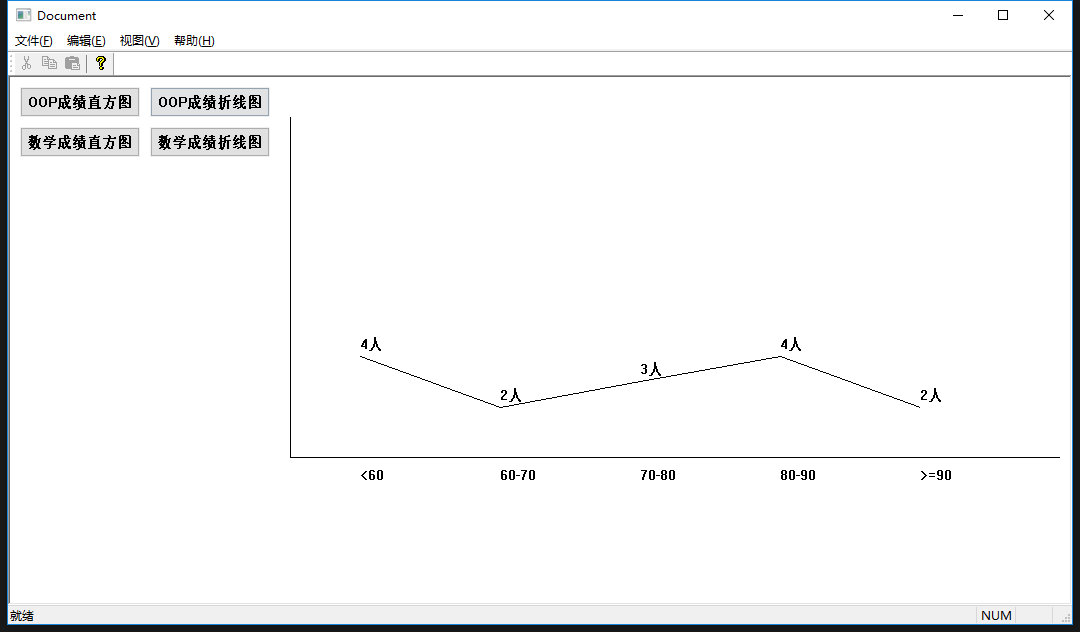 Document
文件(F) 编辑(E) 视图(V) 帮助(H)
?
OOP成绩直方图 OOP成绩折线图
数学成绩直方图 数学成绩折线图
4人 4人
3人
2人 2人
<60 60-70 70-80 80-90 >=90
就绪 NUM